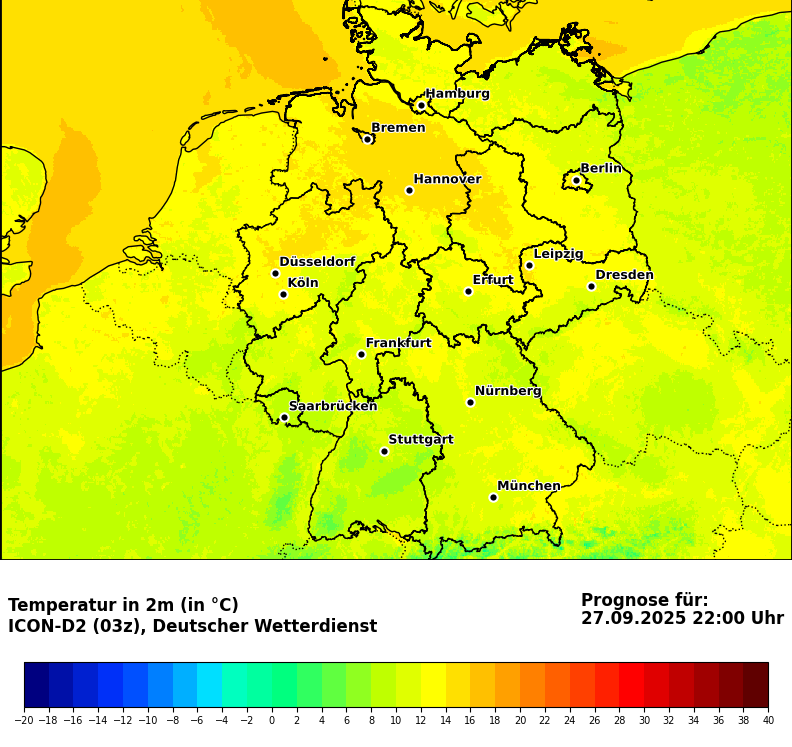 Hamburg
Bremen
Berlin
Hannover
Leipzig
Düsseldorf
Dresden
Köln
Erfurt
Frankfurt
Nürnberg
Saarbrücken
Stuttgart
München
Temperatur in 2m (in °C)
ICON-D2 (03z), Deutscher Wetterdienst
Prognose für:
27.09.2025 22:00 Uhr
−20 −18 −16 −14 −12 −10 −8 −6 −4 −2 0 2 4 6 8 10 12 14 16 18 20 22 24 26 28 30 32 34 36 38 40